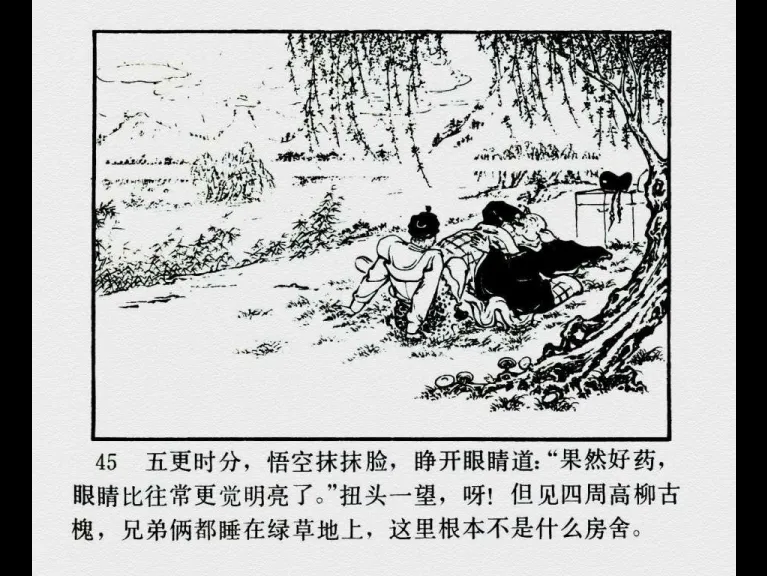 45 五更时分，悟空抹抹脸，睁开眼睛道：“果然好药，
眼睛比往常更觉明亮了。”扭头一望，呀！但见四周高柳古
槐，兄弟俩都睡在绿草地上，这里根本不是什么房舍。